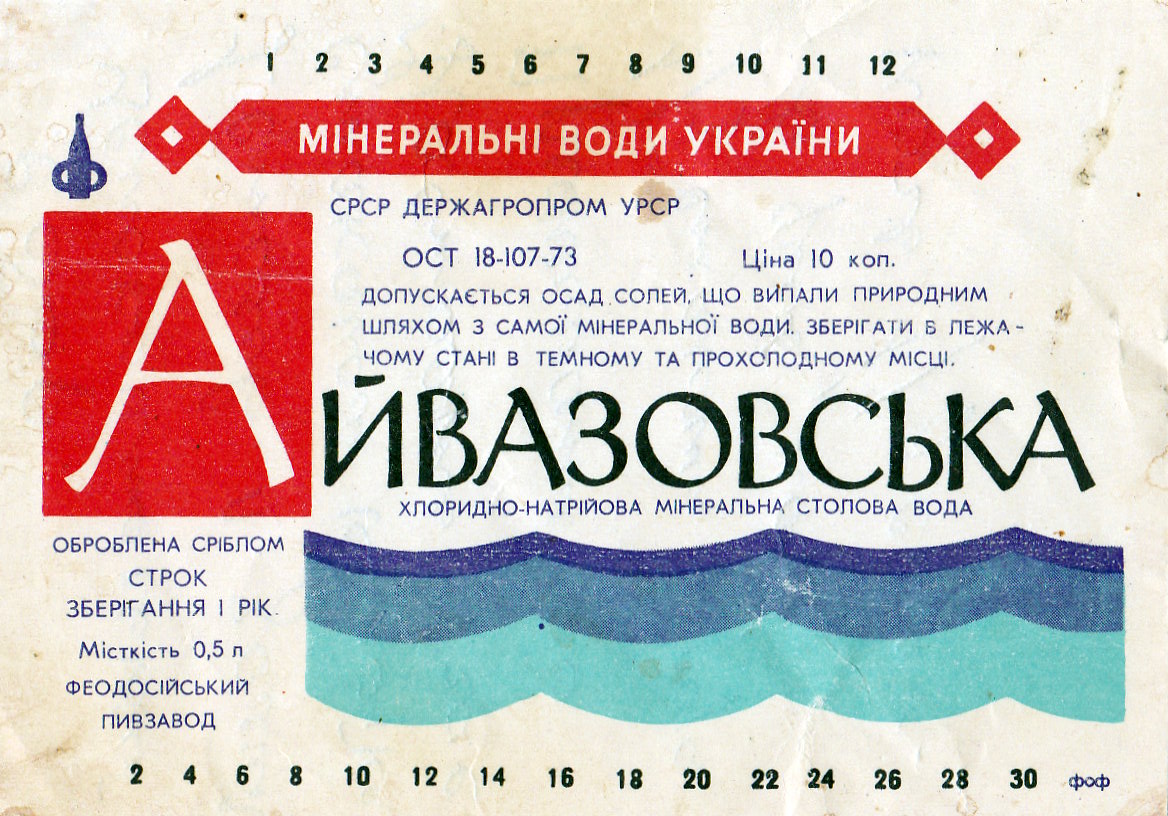 1 2 3 4 5 6 7 8 9 10 11 12
МІНЕРАЛЬНІ ВОДИ УКРАЇНИ
СРСР ДЕРЖАГРОПРОМ УРСР
ОСТ 18-107-73 Ціна 10 коп.
ДОПУСКАЄТЬСЯ ОСАД СОЛЕЙ, ЩО ВИПАЛИ ПРИРОДНИМ
ШЛЯХОМ З САМОЇ МІНЕРАЛЬНОЇ ВОДИ. ЗБЕРІГАТИ В ЛЕЖА-
ЧОМУ СТАНІ В ТЕМНОМУ ТА ПРОХОЛОДНОМУ МІСЦІ.
АЙВАЗОВСЬКА
ХЛОРИДНО-НАТРІЙОВА МІНЕРАЛЬНА СТОЛОВА ВОДА
ОБРОБЛЕНА СРІБЛОМ
СТРОК
ЗБЕРІГАННЯ 1 РІК.
Місткість 0,5 л
ФЕОДОСІЙСЬКИЙ
ПИВЗАВОД
2 4 6 8 10 12 14 16 18 20 22 24 26 28 30 фоф